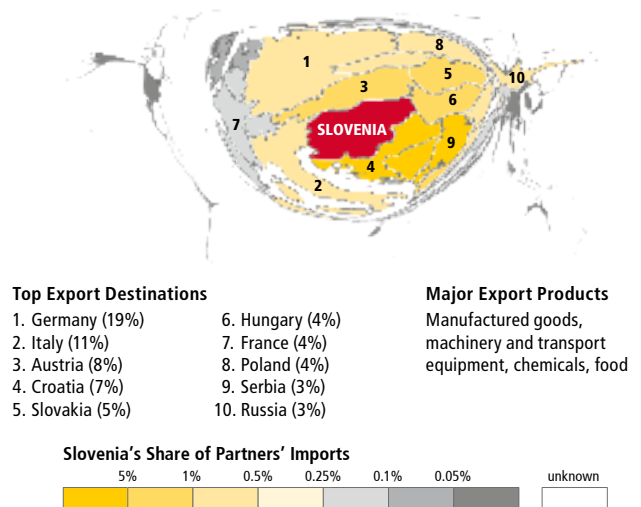 8
1
5
10
3
6
7
SLOVENIA
9
4
2
Top Export Destinations
1. Germany (19%)
2. Italy (11%)
3. Austria (8%)
4. Croatia (7%)
5. Slovakia (5%)
6. Hungary (4%)
7. France (4%)
8. Poland (4%)
9. Serbia (3%)
10. Russia (3%)
Major Export Products
Manufactured goods,
machinery and transport
equipment, chemicals, food
Slovenia's Share of Partners' Imports
5% 1% 0.5% 0.25% 0.1% 0.05% unknown